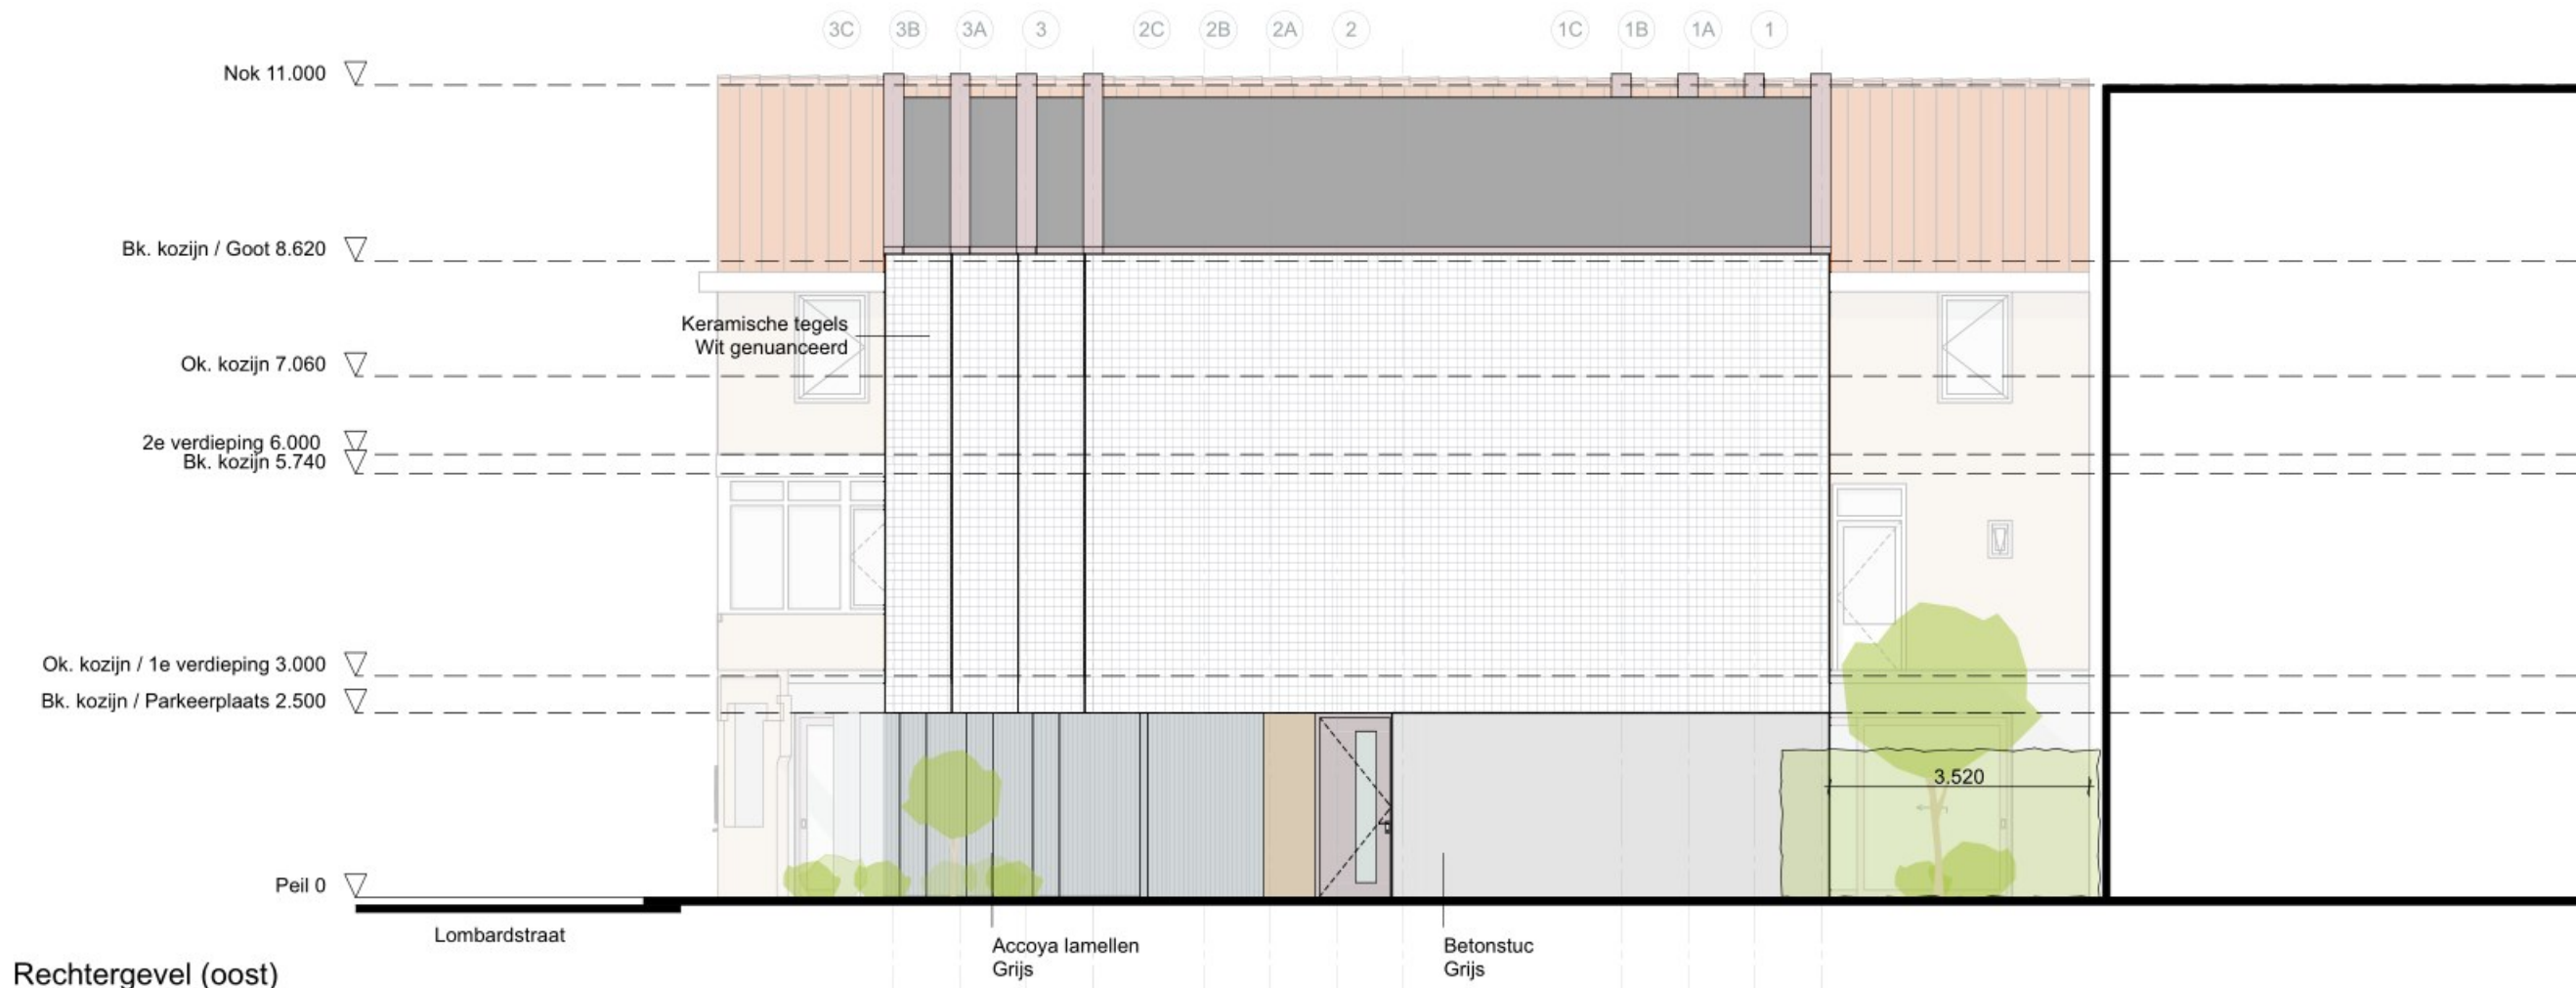 3C 3B 3A 3 2C 2B 2A 2 1C 1B 1A 1
Nok 11.000
Bk. kozijn / Goot 8.620
Keramische tegels
Wit genuanceerd
Ok. kozijn 7.060
2e verdieping 6.000
Bk. kozijn 5.740
Ok. kozijn / 1e verdieping 3.000
Bk. kozijn / Parkeerplaats 2.500
3.520
Peil 0
Lombardstraat
Accoya lamellen
Grijs
Betonstuc
Grijs
Rechtergevel (oost)